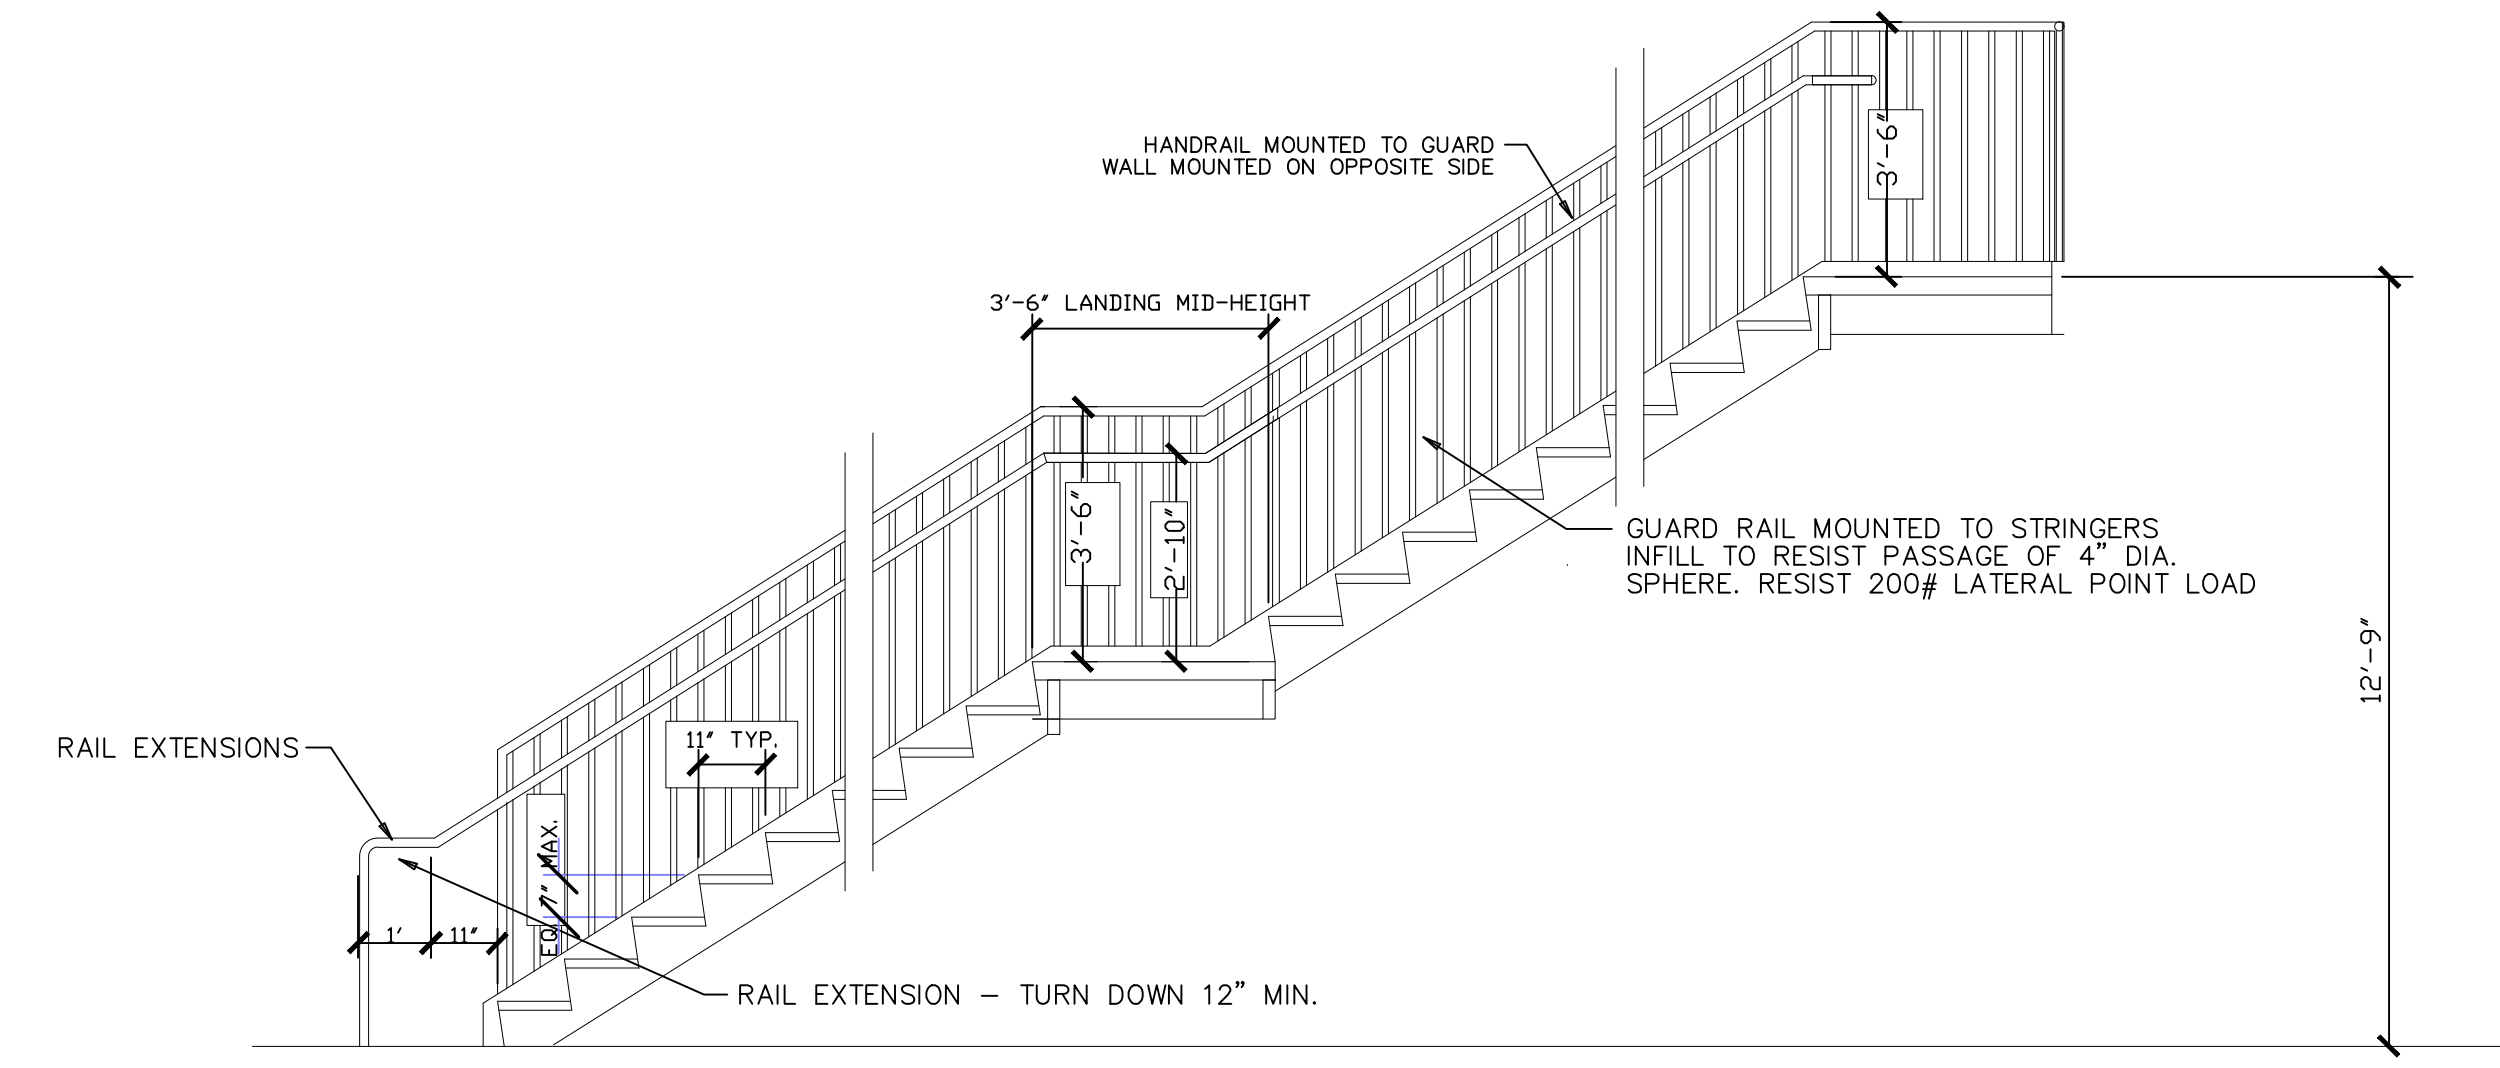 HANDRAIL MOUNTED TO GUARD
WALL MOUNTED ON OPPOSITE SIDE
3'-6"
3'-6" LANDING MID-HEIGHT
3'-6"
2'-10"
GUARD RAIL MOUNTED TO STRINGERS
INFILL TO RESIST PASSAGE OF 4" DIA.
SPHERE. RESIST 200# LATERAL POINT LOAD
12'-9"
RAIL EXTENSIONS
11" TYP.
EQ. 7" MAX.
1'
11"
RAIL EXTENSION - TURN DOWN 12" MIN.